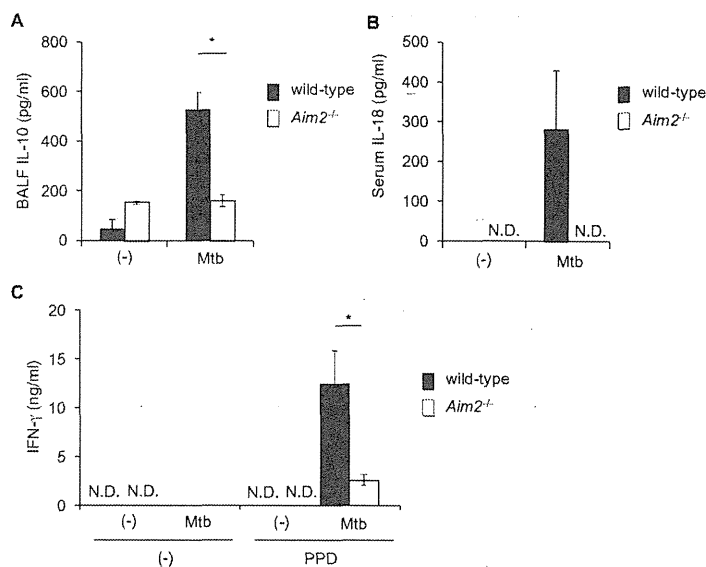 A
BALF IL-10 (pg/ml)
800
600
400
200
0
*
(-) Mtb
wild-type
Aim2-/-
B
Serum IL-18 (pg/ml)
500
400
300
200
100
0
N.D. N.D.
(-) Mtb
wild-type
Aim2-/-
C
IFN-γ (ng/ml)
20
15
10
5
0
*
N.D. N.D. N.D. N.D.
(-) Mtb (-) Mtb
(-) PPD
wild-type
Aim2-/-